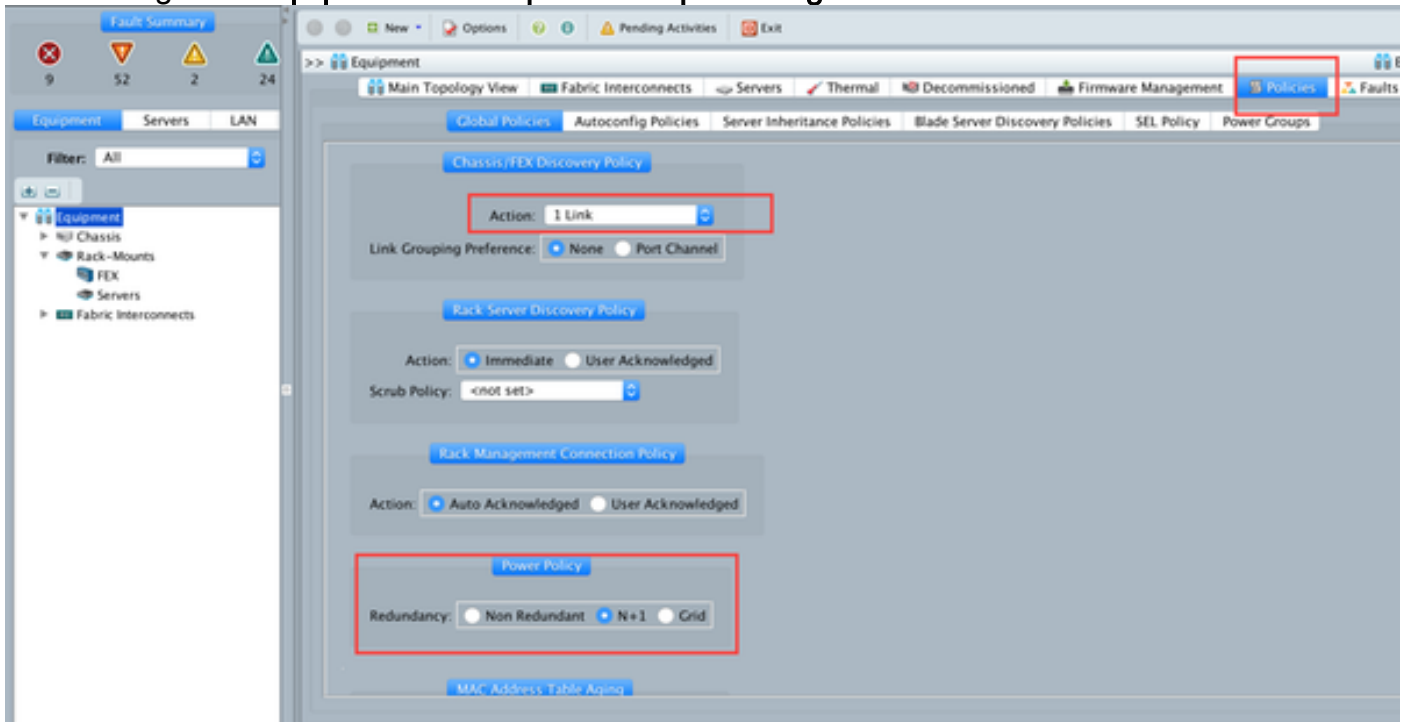 Fault Summary
9 52 2 24
New Options Pending Activities Exit
>> Equipment
Main Topology View Fabric Interconnects Servers Thermal Decommissioned Firmware Management Policies Faults
Equipment Servers LAN
Global Policies Autoconfig Policies Server Inheritance Policies Blade Server Discovery Policies SEL Policy Power Groups
Filter: All
Equipment
Chassis
Rack-Mounts
FEX
Servers
Fabric Interconnects
Chassis/FEX Discovery Policy
Action: 1 Link
Link Grouping Preference: None Port Channel
Rack Server Discovery Policy
Action: Immediate User Acknowledged
Scrub Policy: <not set>
Rack Management Connection Policy
Action: Auto Acknowledged User Acknowledged
Power Policy
Redundancy: Non Redundant N+1 Grid
MAC Address Table Aging